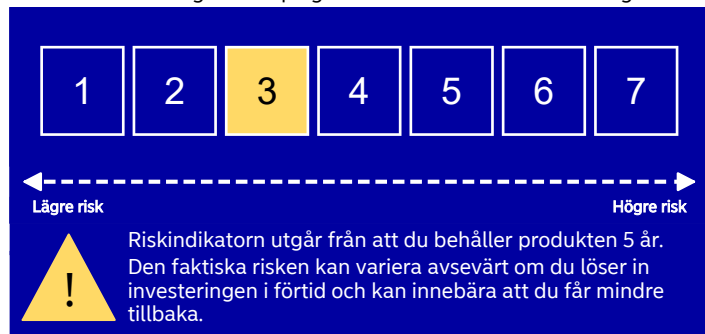 1 2 3 4 5 6 7
Lägre risk Högre risk
Riskindikatorn utgår från att du behåller produkten 5 år.
Den faktiska risken kan variera avsevärt om du löser in
! investeringen i förtid och kan innebära att du får mindre
tillbaka.